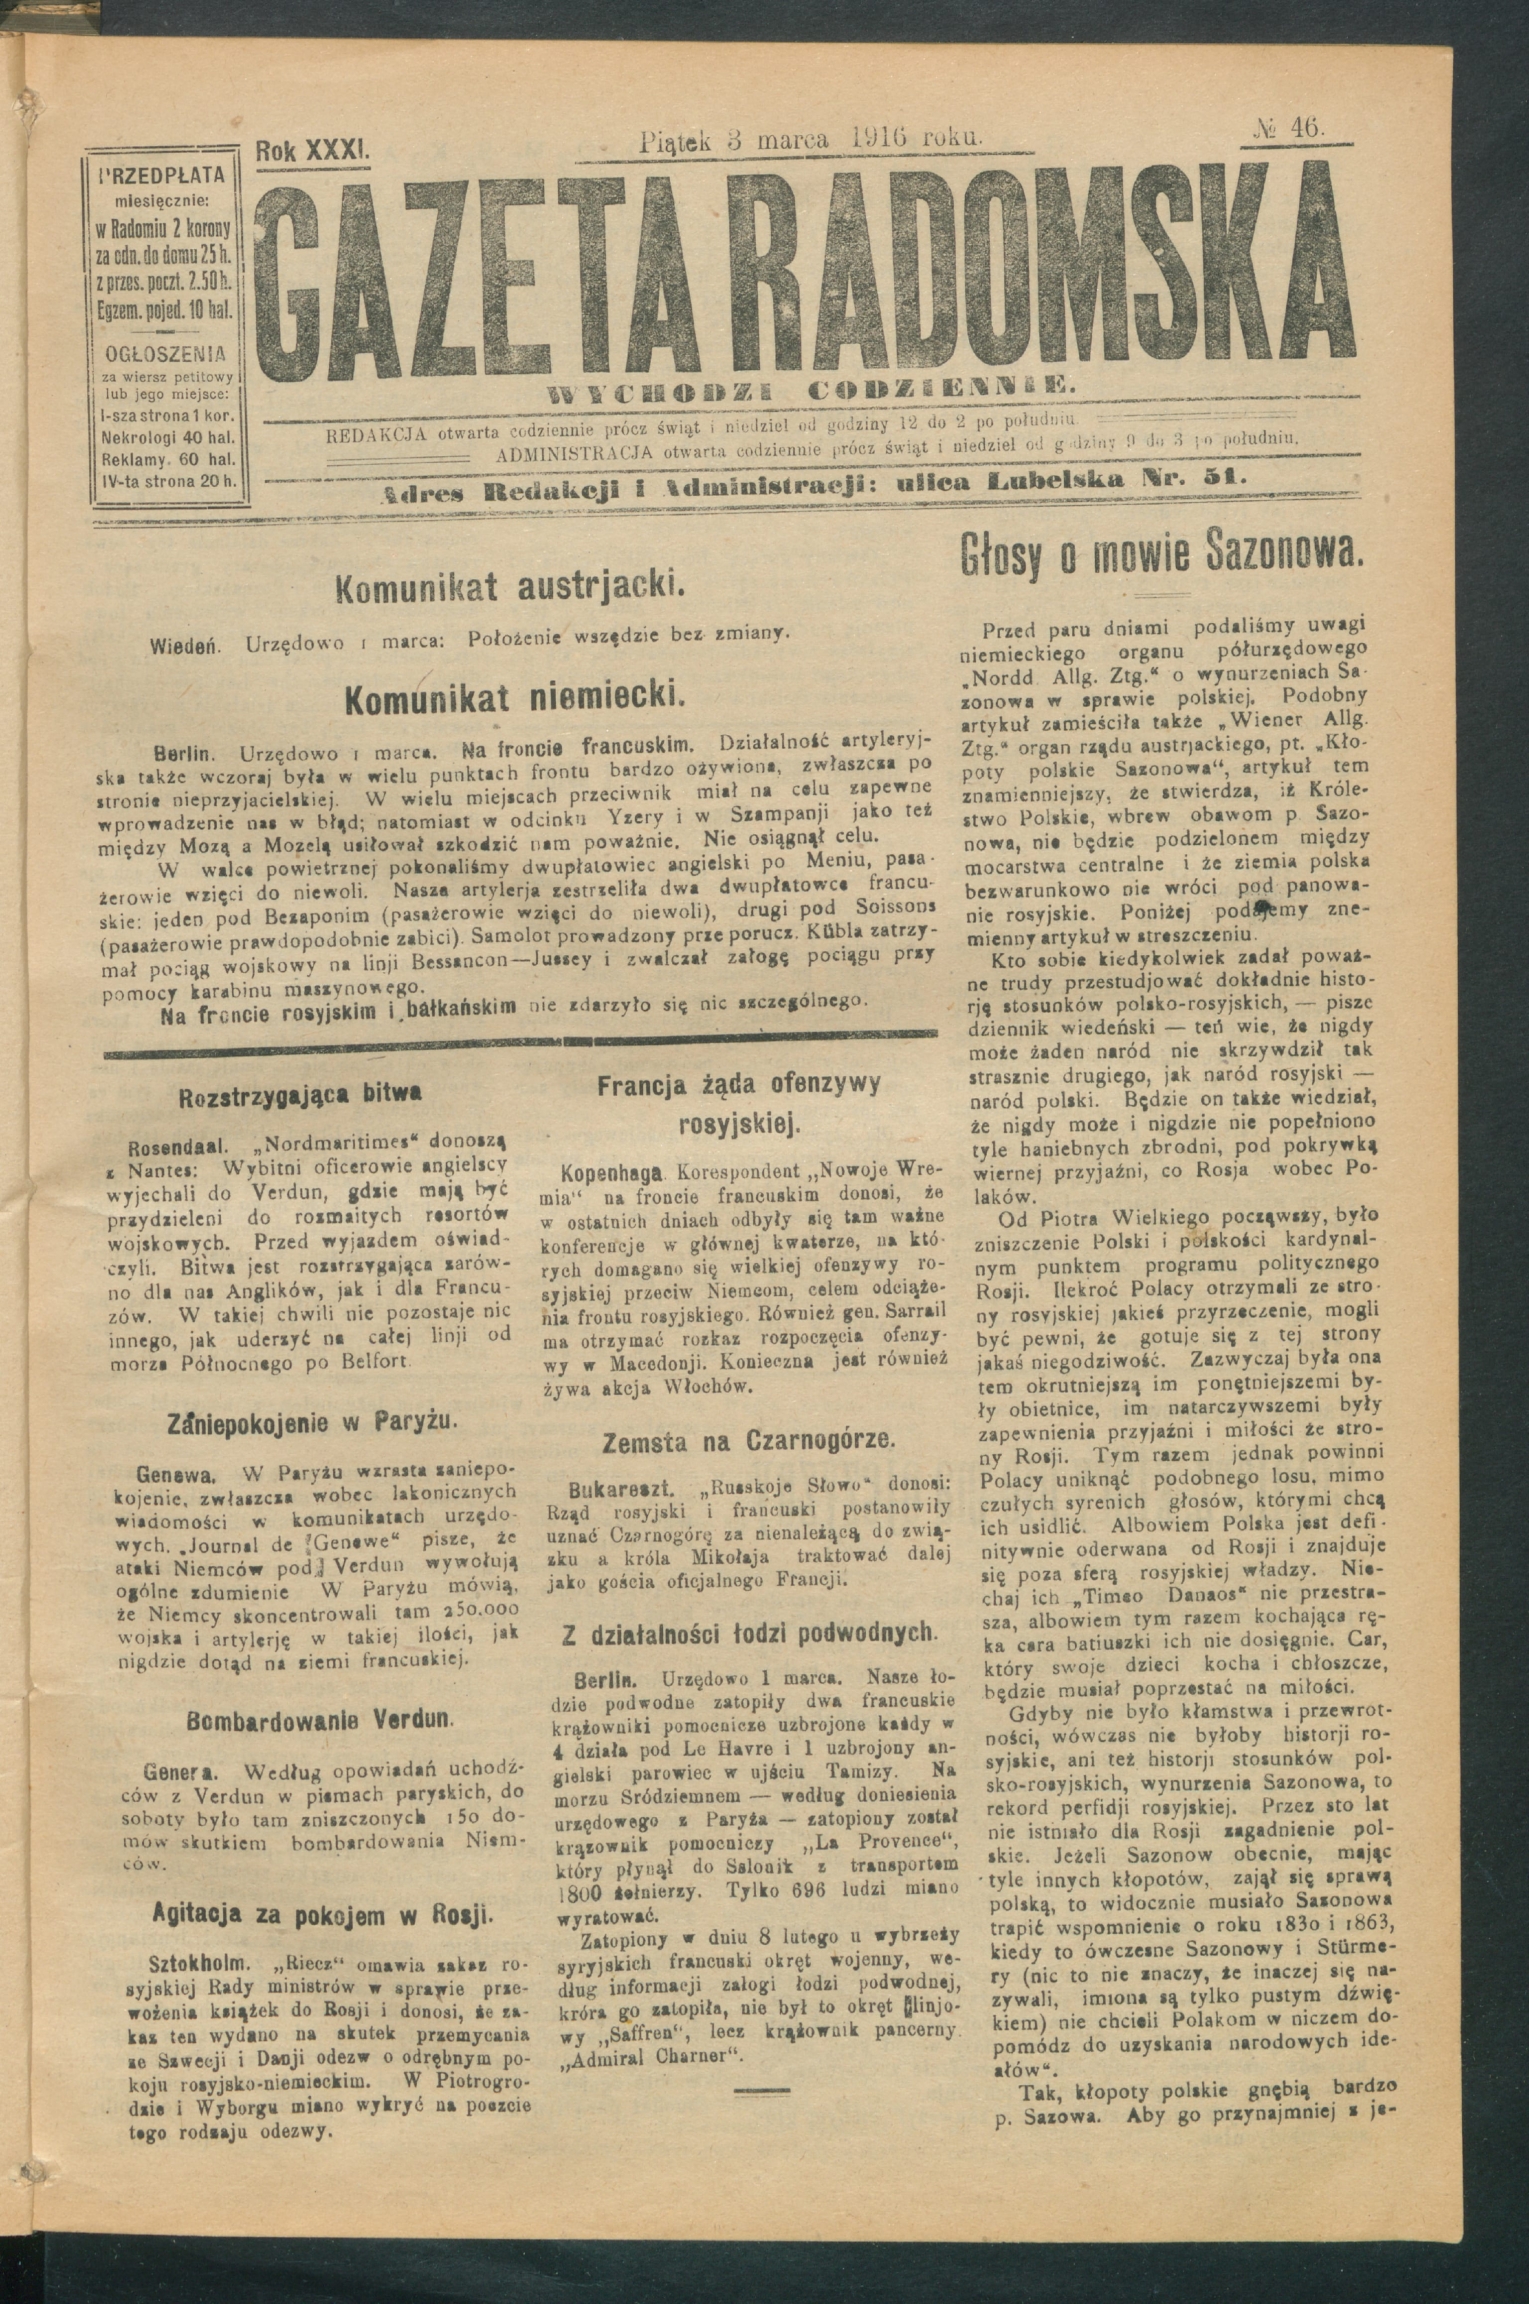 Rok XXXI.
Piątek 3 marca 1916 roku.
№ 46.
PRZEDPŁATA
miesięcznie:
w Radomiu 2 korony
za odn. do domu 25 h.
z przes. poczt. 2.50 h.
Egzem. pojed. 10 hal.
OGŁOSZENIA
za wiersz petitowy
lub jego miejsce:
I-sza strona 1 kor.
Nekrologi 40 hal.
Reklamy. 60 hal.
IV-ta strona 20 h.
GAZETA RADOMSKA
WYCHODZI CODZIENNIE.
REDAKCJA otwarta codziennie prócz świąt i niedziel od godziny 12 do 2 po południu.
ADMINISTRACJA otwarta codziennie prócz świąt i niedziel od godziny 9 do 3 po południu.
Adres Redakcji i Administracji: ulica Lubelska Nr. 51.
Komunikat austrjacki.
Wiedeń. Urzędowo 1 marca: Położenie wszędzie bez zmiany.
Komunikat niemiecki.
Berlin. Urzędowo 1 marca. Na froncie francuskim. Działalność artyleryj-
ska także wczoraj była w wielu punktach frontu bardzo ożywiona, zwłaszcza po
stronie nieprzyjacielskiej. W wielu miejscach przeciwnik miał na celu zapewne
wprowadzenie nas w błąd; natomiast w odcinku Yzery i w Szampanji jako też
między Mozą a Mozelą usiłował szkodzić nam poważnie. Nie osiągnął celu.
W walce powietrznej pokonaliśmy dwupłatowiec angielski po Meniu, pasa-
żerowie wzięci do niewoli. Nasza artylerja zestrzeliła dwa dwupłatowce francu-
skie: jeden pod Bezaponim (pasażerowie wzięci do niewoli), drugi pod Soissons
(pasażerowie prawdopodobnie zabici). Samolot prowadzony prze porucz. Kübla zatrzy-
mał pociąg wojskowy na linji Bessancon—Jussey i zwalczał załogę pociągu przy
pomocy karabinu maszynowego.
Na froncie rosyjskim i bałkańskim nie zdarzyło się nic szczególnego.
Rozstrzygająca bitwa
Rosendaal. „Nordmaritimes" donoszą
z Nantes: Wybitni oficerowie angielscy
wyjechali do Verdun, gdzie mają być
przydzieleni do rozmaitych resortów
wojskowych. Przed wyjazdem oświad-
czyli. Bitwa jest rozstrzygająca zarów-
no dla nas Anglików, jak i dla Francu-
zów. W takiej chwili nie pozostaje nic
innego, jak uderzyć na całej linji od
morza Północnego po Belfort.
Zaniepokojenie w Paryżu.
Genewa. W Paryżu wzrasta zaniepo-
kojenie, zwłaszcza wobec lakonicznych
wiadomości w komunikatach urzędo-
wych. „Journal de Genewe" pisze, że
ataki Niemców pod Verdun wywołują
ogólne zdumienie W Paryżu mówią,
że Niemcy skoncentrowali tam 250.000
wojska i artylerję w takiej ilości, jak
nigdzie dotąd na ziemi francuskiej.
Bombardowanie Verdun.
Genera. Według opowiadań uchodź-
ców z Verdun w pismach paryskich, do
soboty było tam zniszczonych 150 do-
mów skutkiem bombardowania Niem-
ców.
Agitacja za pokojem w Rosji.
Sztokholm. „Riecz" omawia zakaz ro-
syjskiej Rady ministrów w sprawie prze-
wożenia książek do Rosji i donosi, że za-
kaz ten wydano na skutek przemycania
ze Szwecji i Danji odezw o odrębnym po-
koju rosyjsko-niemieckim. W Piotrogro-
dzie i Wyborgu miano wykryć na poczcie
tego rodzaju odezwy.
Francja żąda ofenzywy
rosyjskiej.
Kopenhaga. Korespondent „Nowoje Wre-
mia" na froncie francuskim donosi, że
w ostatnich dniach odbyły się tam ważne
konferencje w głównej kwaterze, na któ-
rych domagano się wielkiej ofenzywy ro-
syjskiej przeciw Niemcom, celem odciąże-
nia frontu rosyjskiego. Również gen. Sarrail
ma otrzymać rozkaz rozpoczęcia ofenzy-
wy w Macedonji. Konieczna jest również
żywa akcja Włochów.
Zemsta na Czarnogórze.
Bukareszt. „Russkoje Słowo" donosi:
Rząd rosyjski i francuski postanowiły
uznać Czarnogórę za nienależącą do zwią-
zku a króla Mikołaja traktować dalej
jako gościa oficjalnego Francji.
Z działalności łodzi podwodnych.
Berlin. Urzędowo 1 marca. Nasze ło-
dzie podwodne zatopiły dwa francuskie
krążowniki pomocnicze uzbrojone każdy w
4 działa pod Le Havre i 1 uzbrojony an-
gielski parowiec w ujściu Tamizy. Na
morzu Sródziemnem — według doniesienia
urzędowego z Paryża — zatopiony został
krązownik pomocniczy „La Provence",
który płynął do Salonik z transportem
1800 żołnierzy. Tylko 696 ludzi miano
wyratować.
Zatopiony w dniu 8 lutego u wybrzeży
syryjskich francuski okręt wojenny, we-
dług informacji załogi łodzi podwodnej,
króra go zatopiła, nie był to okręt linjo-
wy „Saffren", lecz krążownik pancerny
„Admiral Charner".
Głosy o mowie Sazonowa.
Przed paru dniami podaliśmy uwagi
niemieckiego organu półurzędowego
„Nordd Allg. Ztg." o wynurzeniach Sa-
zonowa w sprawie polskiej. Podobny
artykuł zamieściła także „Wiener Allg.
Ztg." organ rządu austrjackiego, pt. „Kło-
poty polskie Sazonowa", artykuł tem
znamienniejszy, że stwierdza, iż Króle-
stwo Polskie, wbrew obawom p. Sazo-
nowa, nie będzie podzielonem między
mocarstwa centralne i że ziemia polska
bezwarunkowo nie wróci pod panowa-
nie rosyjskie. Poniżej podajemy zne-
mienny artykuł w streszczeniu.
Kto sobie kiedykolwiek zadał poważ-
ne trudy przestudjować dokładnie histo-
rję stosunków polsko-rosyjskich, — pisze
dziennik wiedeński — ten wie, że nigdy
może żaden naród nie skrzywdził tak
strasznie drugiego, jak naród rosyjski —
naród polski. Będzie on także wiedział,
że nigdy może i nigdzie nie popełniono
tyle haniebnych zbrodni, pod pokrywką
wiernej przyjaźni, co Rosja wobec Po-
laków.
Od Piotra Wielkiego począwszy, było
zniszczenie Polski i polskości kardynal-
nym punktem programu politycznego
Rosji. Ilekroć Polacy otrzymali ze stro-
ny rosyjskiej jakieś przyrzeczenie, mogli
być pewni, że gotuje się z tej strony
jakaś niegodziwość. Zazwyczaj była ona
tem okrutniejszą im ponętniejszemi by-
ły obietnice, im natarczywszemi były
zapewnienia przyjaźni i miłości że stro-
ny Rosji. Tym razem jednak powinni
Polacy uniknąć podobnego losu, mimo
czułych syrenich głosów, którymi chcą
ich usidlić. Albowiem Polska jest defi-
nitywnie oderwana od Rosji i znajduje
się poza sferą rosyjskiej władzy. Nie-
chaj ich „Timeo Danaos" nie przestra-
sza, albowiem tym razem kochająca rę-
ka cara batiuszki ich nie dosięgnie. Car,
który swoje dzieci kocha i chłoszcze,
będzie musiał poprzestać na miłości.
Gdyby nie było kłamstwa i przewrot-
ności, wówczas nie byłoby historji ro-
syjskie, ani też historji stosunków pol-
sko-rosyjskich, wynurzenia Sazonowa, to
rekord perfidji rosyjskiej. Przez sto lat
nie istniało dla Rosji zagadnienie pol-
skie. Jeżeli Sazonow obecnie, mając
tyle innych kłopotów, zajął się sprawą
polską, to widocznie musiało Sazonowa
trapić wspomnienie o roku 1830 i 1863,
kiedy to ówczesne Sazonowy i Stürme-
ry (nic to nie znaczy, że inaczej się na-
zywali, imiona są tylko pustym dźwię-
kiem) nie chcieli Polakom w niczem do-
pomódz do uzyskania narodowych ide-
ałów".
Tak, kłopoty polskie gnębią bardzo
p. Sazowa. Aby go przynajmniej z je-